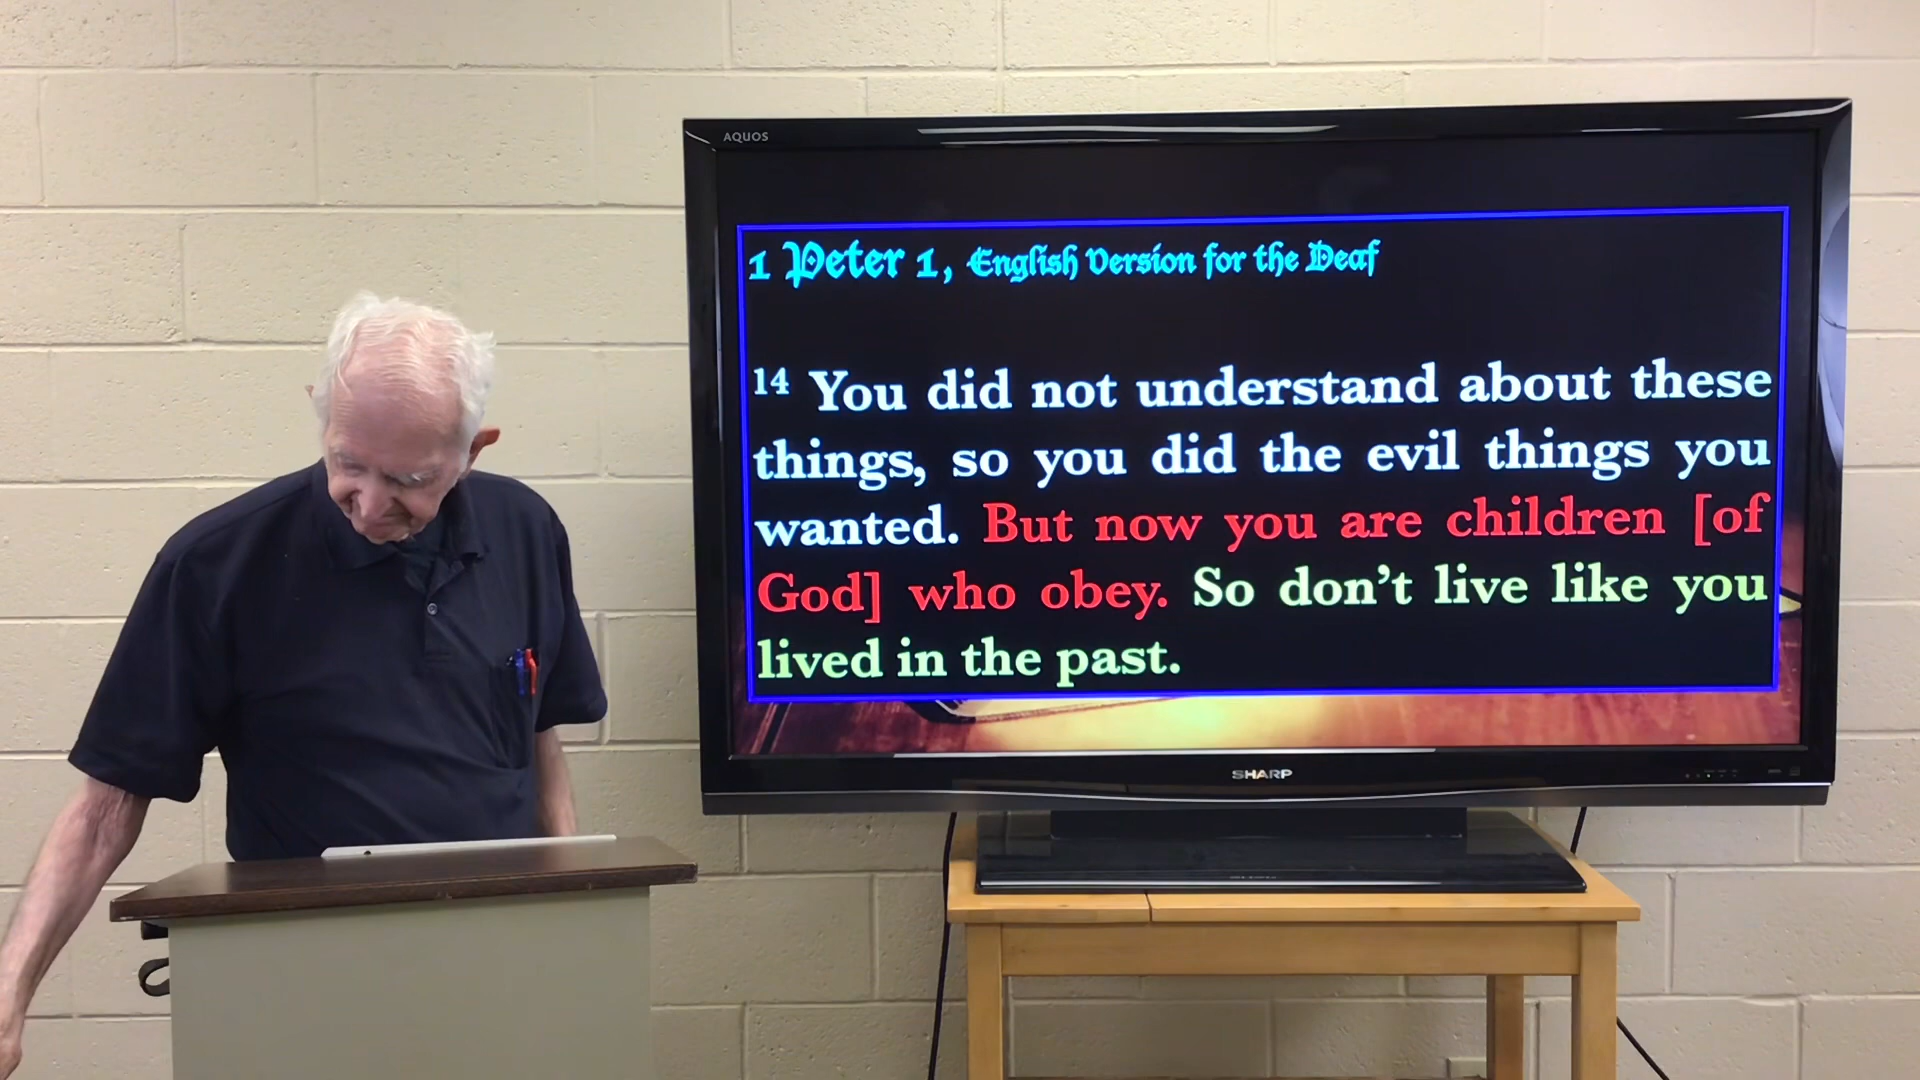 AQUOS
1 Peter 1, English Version for the Deaf
14 You did not understand about these
things, so you did the evil things you
wanted. But now you are children [of
God] who obey. So don’t live like you
lived in the past.
SHARP